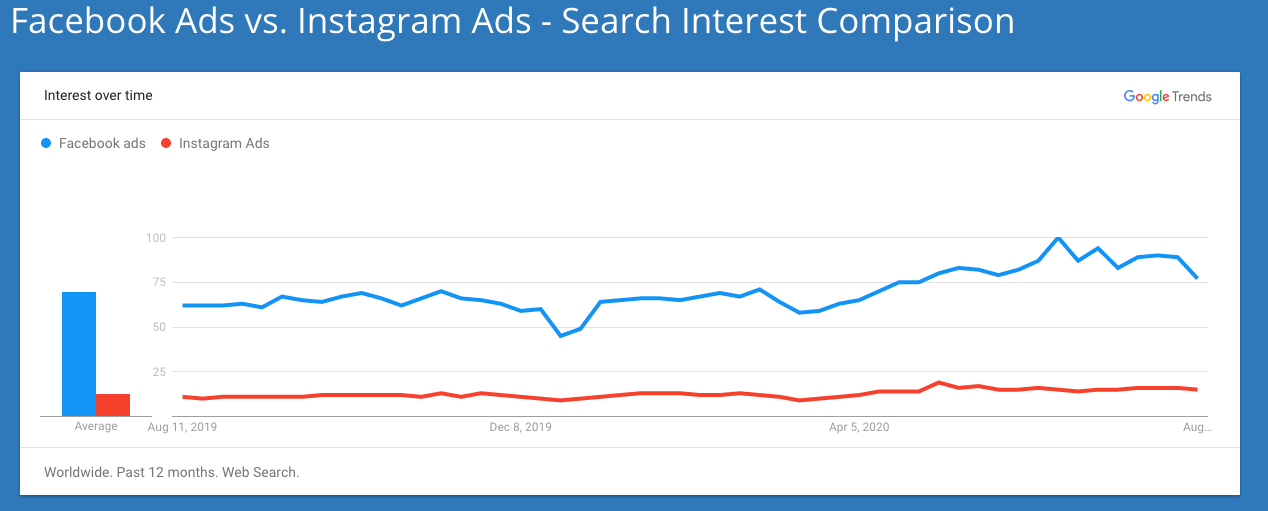 Facebook Ads vs. Instagram Ads - Search Interest Comparison
Interest over time
Google Trends
Facebook ads
Instagram Ads
100
75
50
25
Average
Aug 11, 2019
Dec 8, 2019
Apr 5, 2020
Aug...
Worldwide. Past 12 months. Web Search.